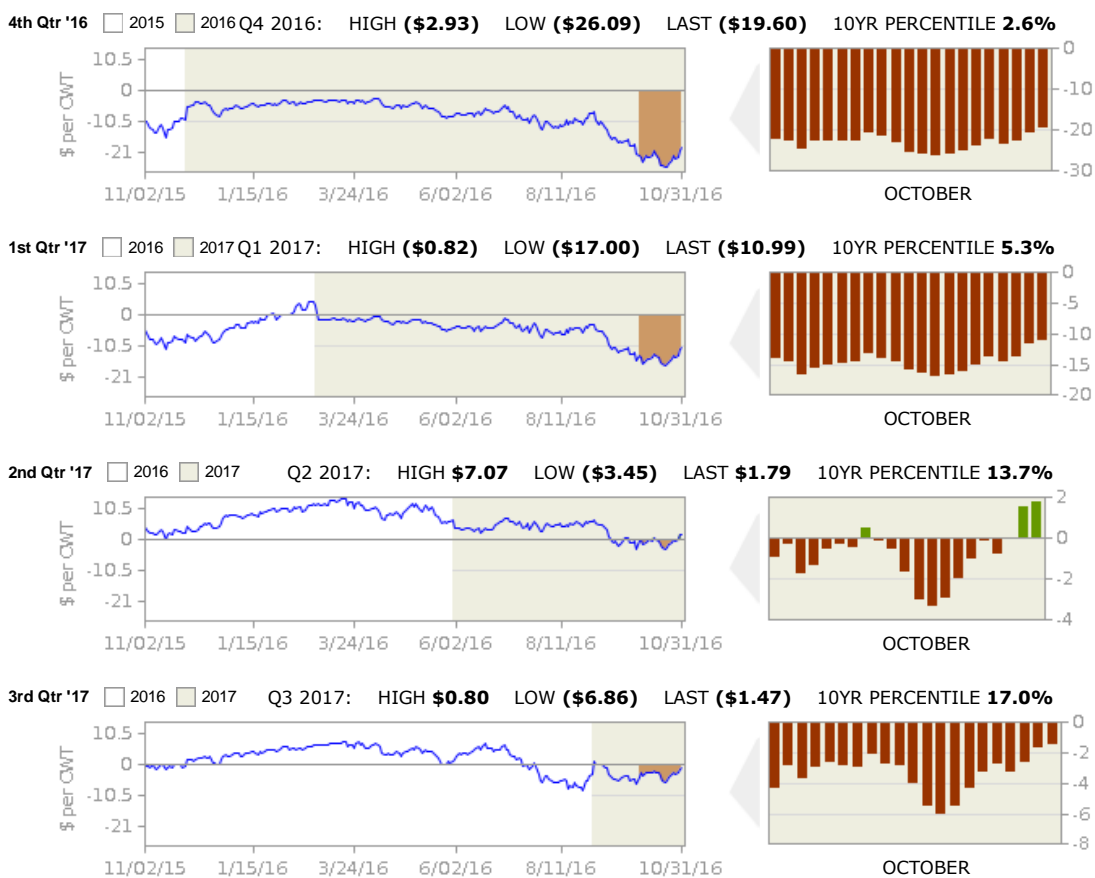 4th Qtr '16 2015 2016 Q4 2016: HIGH ($2.93) LOW ($26.09) LAST ($19.60) 10YR PERCENTILE 2.6%
$ per CWT
10.5
0
-10.5
-21
11/02/15 1/15/16 3/24/16 6/02/16 8/11/16 10/31/16
0
-10
-20
-30
OCTOBER
1st Qtr '17 2016 2017 Q1 2017: HIGH ($0.82) LOW ($17.00) LAST ($10.99) 10YR PERCENTILE 5.3%
$ per CWT
10.5
0
-10.5
-21
11/02/15 1/15/16 3/24/16 6/02/16 8/11/16 10/31/16
0
-5
-10
-15
-20
OCTOBER
2nd Qtr '17 2016 2017 Q2 2017: HIGH $7.07 LOW ($3.45) LAST $1.79 10YR PERCENTILE 13.7%
$ per CWT
10.5
0
-10.5
-21
11/02/15 1/15/16 3/24/16 6/02/16 8/11/16 10/31/16
2
0
-2
-4
OCTOBER
3rd Qtr '17 2016 2017 Q3 2017: HIGH $0.80 LOW ($6.86) LAST ($1.47) 10YR PERCENTILE 17.0%
$ per CWT
10.5
0
-10.5
-21
11/02/15 1/15/16 3/24/16 6/02/16 8/11/16 10/31/16
0
-2
-4
-6
-8
OCTOBER